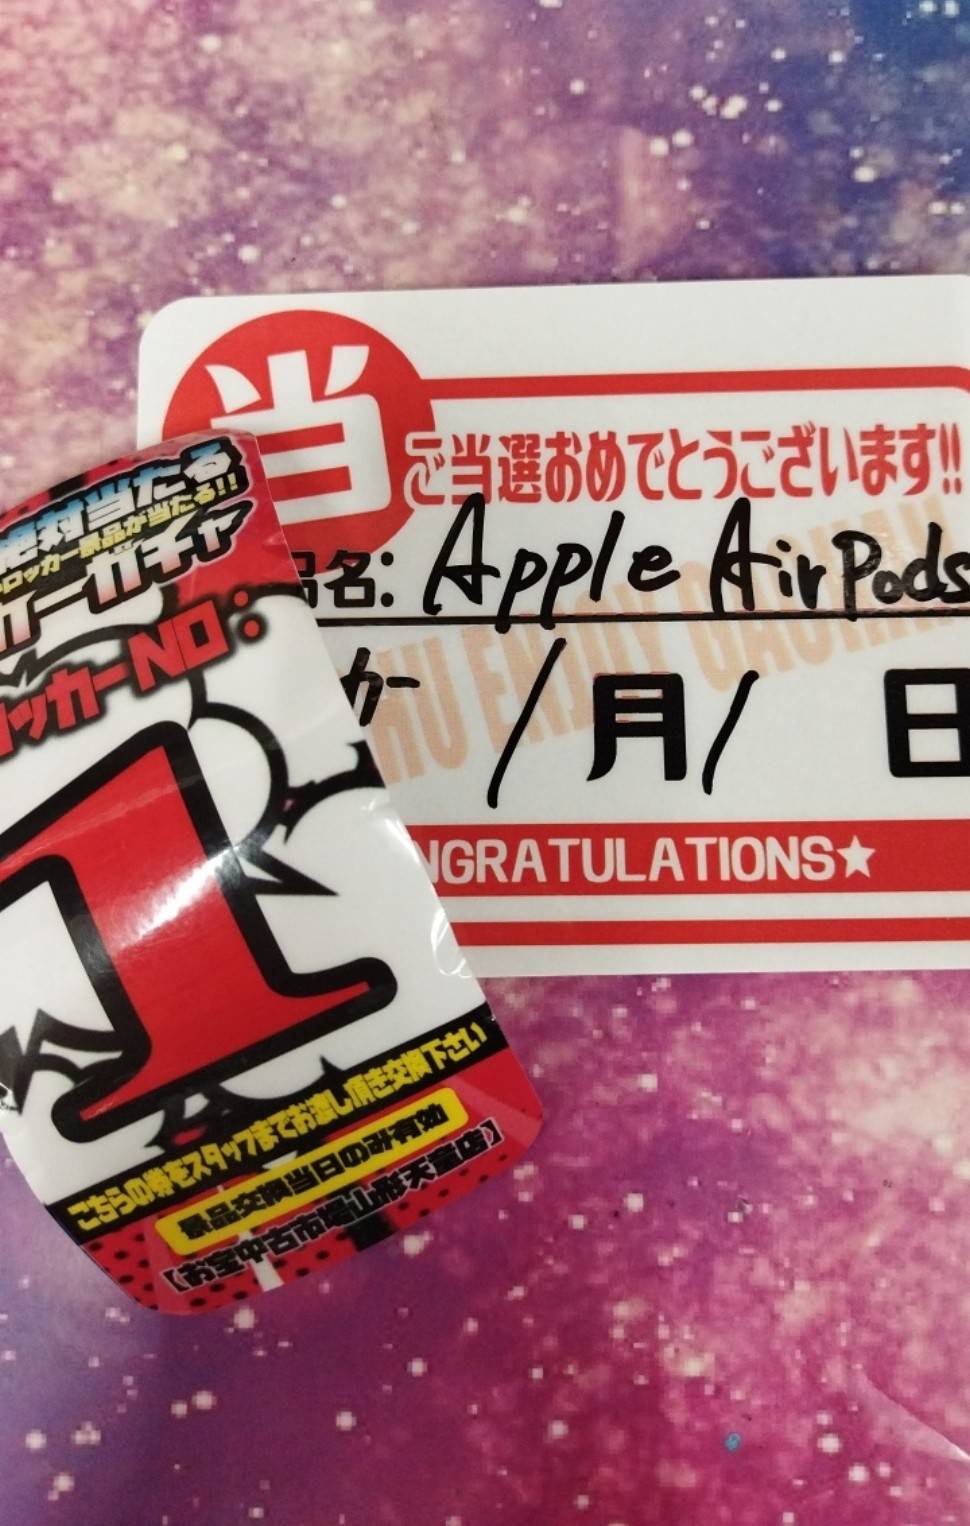 当
ご当選おめでとうございます!!
品名: Apple AirPods
カー 1月1日
NGRATULATIONS★
絶対当たる
ロッカー景品が当たる!!
カーガチャ
ロッカーNO:
1
こちらの券をスタッフまでお渡し頂き交換下さい
景品交換当日のみ有効
【お宝中古市場山形天童店】